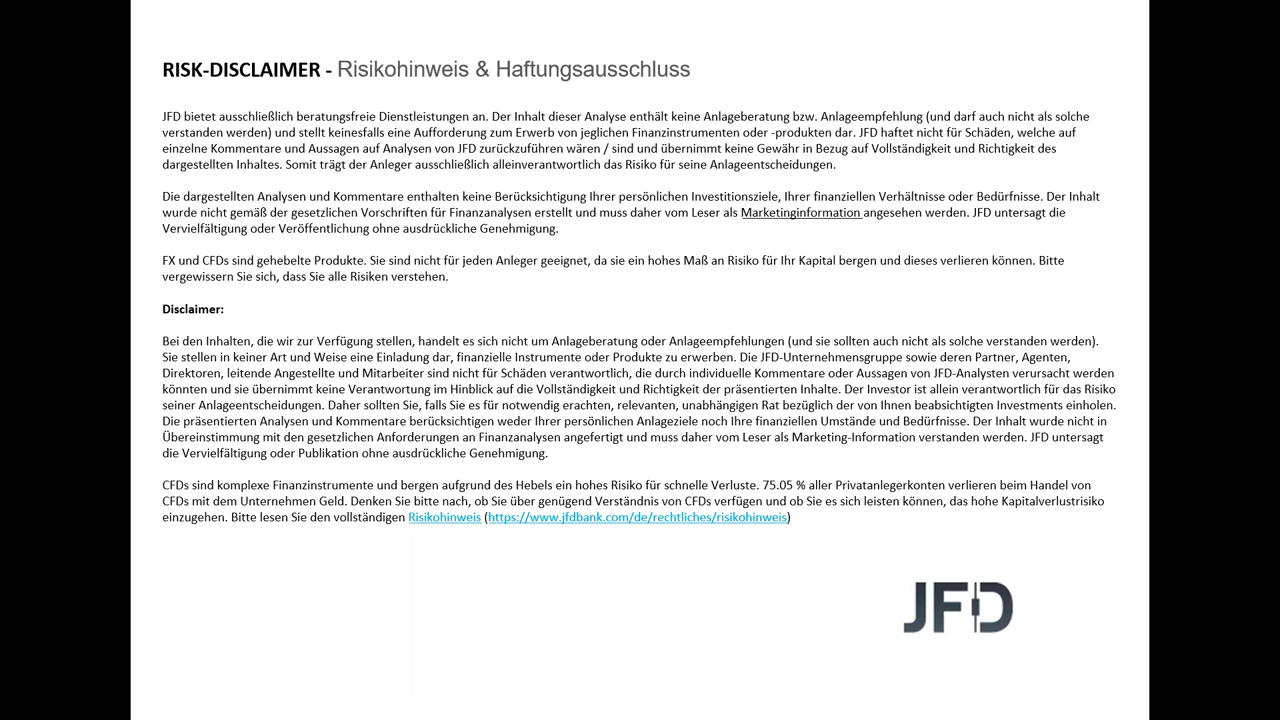 RISK-DISCLAIMER - Risikohinweis & Haftungsausschluss
JFD bietet ausschließlich beratungsfreie Dienstleistungen an. Der Inhalt dieser Analyse enthält keine Anlageberatung bzw. Anlageempfehlung (und darf auch nicht als solche
verstanden werden) und stellt keinesfalls eine Aufforderung zum Erwerb von jeglichen Finanzinstrumenten oder -produkten dar. JFD haftet nicht für Schäden, welche auf
einzelne Kommentare und Aussagen auf Analysen von JFD zurückzuführen wären / sind und übernimmt keine Gewähr in Bezug auf Vollständigkeit und Richtigkeit des
dargestellten Inhaltes. Somit trägt der Anleger ausschließlich alleinverantwortlich das Risiko für seine Anlageentscheidungen.
Die dargestellten Analysen und Kommentare enthalten keine Berücksichtigung Ihrer persönlichen Investitionsziele, Ihrer finanziellen Verhältnisse oder Bedürfnisse. Der Inhalt
wurde nicht gemäß der gesetzlichen Vorschriften für Finanzanalysen erstellt und muss daher vom Leser als Marketinginformation angesehen werden. JFD untersagt die
Vervielfältigung oder Veröffentlichung ohne ausdrückliche Genehmigung.
FX und CFDs sind gehebelte Produkte. Sie sind nicht für jeden Anleger geeignet, da sie ein hohes Maß an Risiko für Ihr Kapital bergen und dieses verlieren können. Bitte
vergewissern Sie sich, dass Sie alle Risiken verstehen.
Disclaimer:
Bei den Inhalten, die wir zur Verfügung stellen, handelt es sich nicht um Anlageberatung oder Anlageempfehlungen (und sie sollten auch nicht als solche verstanden werden).
Sie stellen in keiner Art und Weise eine Einladung dar, finanzielle Instrumente oder Produkte zu erwerben. Die JFD-Unternehmensgruppe sowie deren Partner, Agenten,
Direktoren, leitende Angestellte und Mitarbeiter sind nicht für Schäden verantwortlich, die durch individuelle Kommentare oder Aussagen von JFD-Analysten verursacht werden
könnten und sie übernimmt keine Verantwortung im Hinblick auf die Vollständigkeit und Richtigkeit der präsentierten Inhalte. Der Investor ist allein verantwortlich für das Risiko
seiner Anlageentscheidungen. Daher sollten Sie, falls Sie es für notwendig erachten, relevanten, unabhängigen Rat bezüglich der von Ihnen beabsichtigten Investments einholen.
Die präsentierten Analysen und Kommentare berücksichtigen weder Ihrer persönlichen Anlageziele noch Ihre finanziellen Umstände und Bedürfnisse. Der Inhalt wurde nicht in
Übereinstimmung mit den gesetzlichen Anforderungen an Finanzanalysen angefertigt und muss daher vom Leser als Marketing-Information verstanden werden. JFD untersagt
die Vervielfältigung oder Publikation ohne ausdrückliche Genehmigung.
CFDs sind komplexe Finanzinstrumente und bergen aufgrund des Hebels ein hohes Risiko für schnelle Verluste. 75.05 % aller Privatanlegerkonten verlieren beim Handel von
CFDs mit dem Unternehmen Geld. Denken Sie bitte nach, ob Sie über genügend Verständnis von CFDs verfügen und ob Sie es sich leisten können, das hohe Kapitalverlustrisiko
einzugehen. Bitte lesen Sie den vollständigen Risikohinweis (https://www.jfdbank.com/de/rechtliches/risikohinweis)
JFD